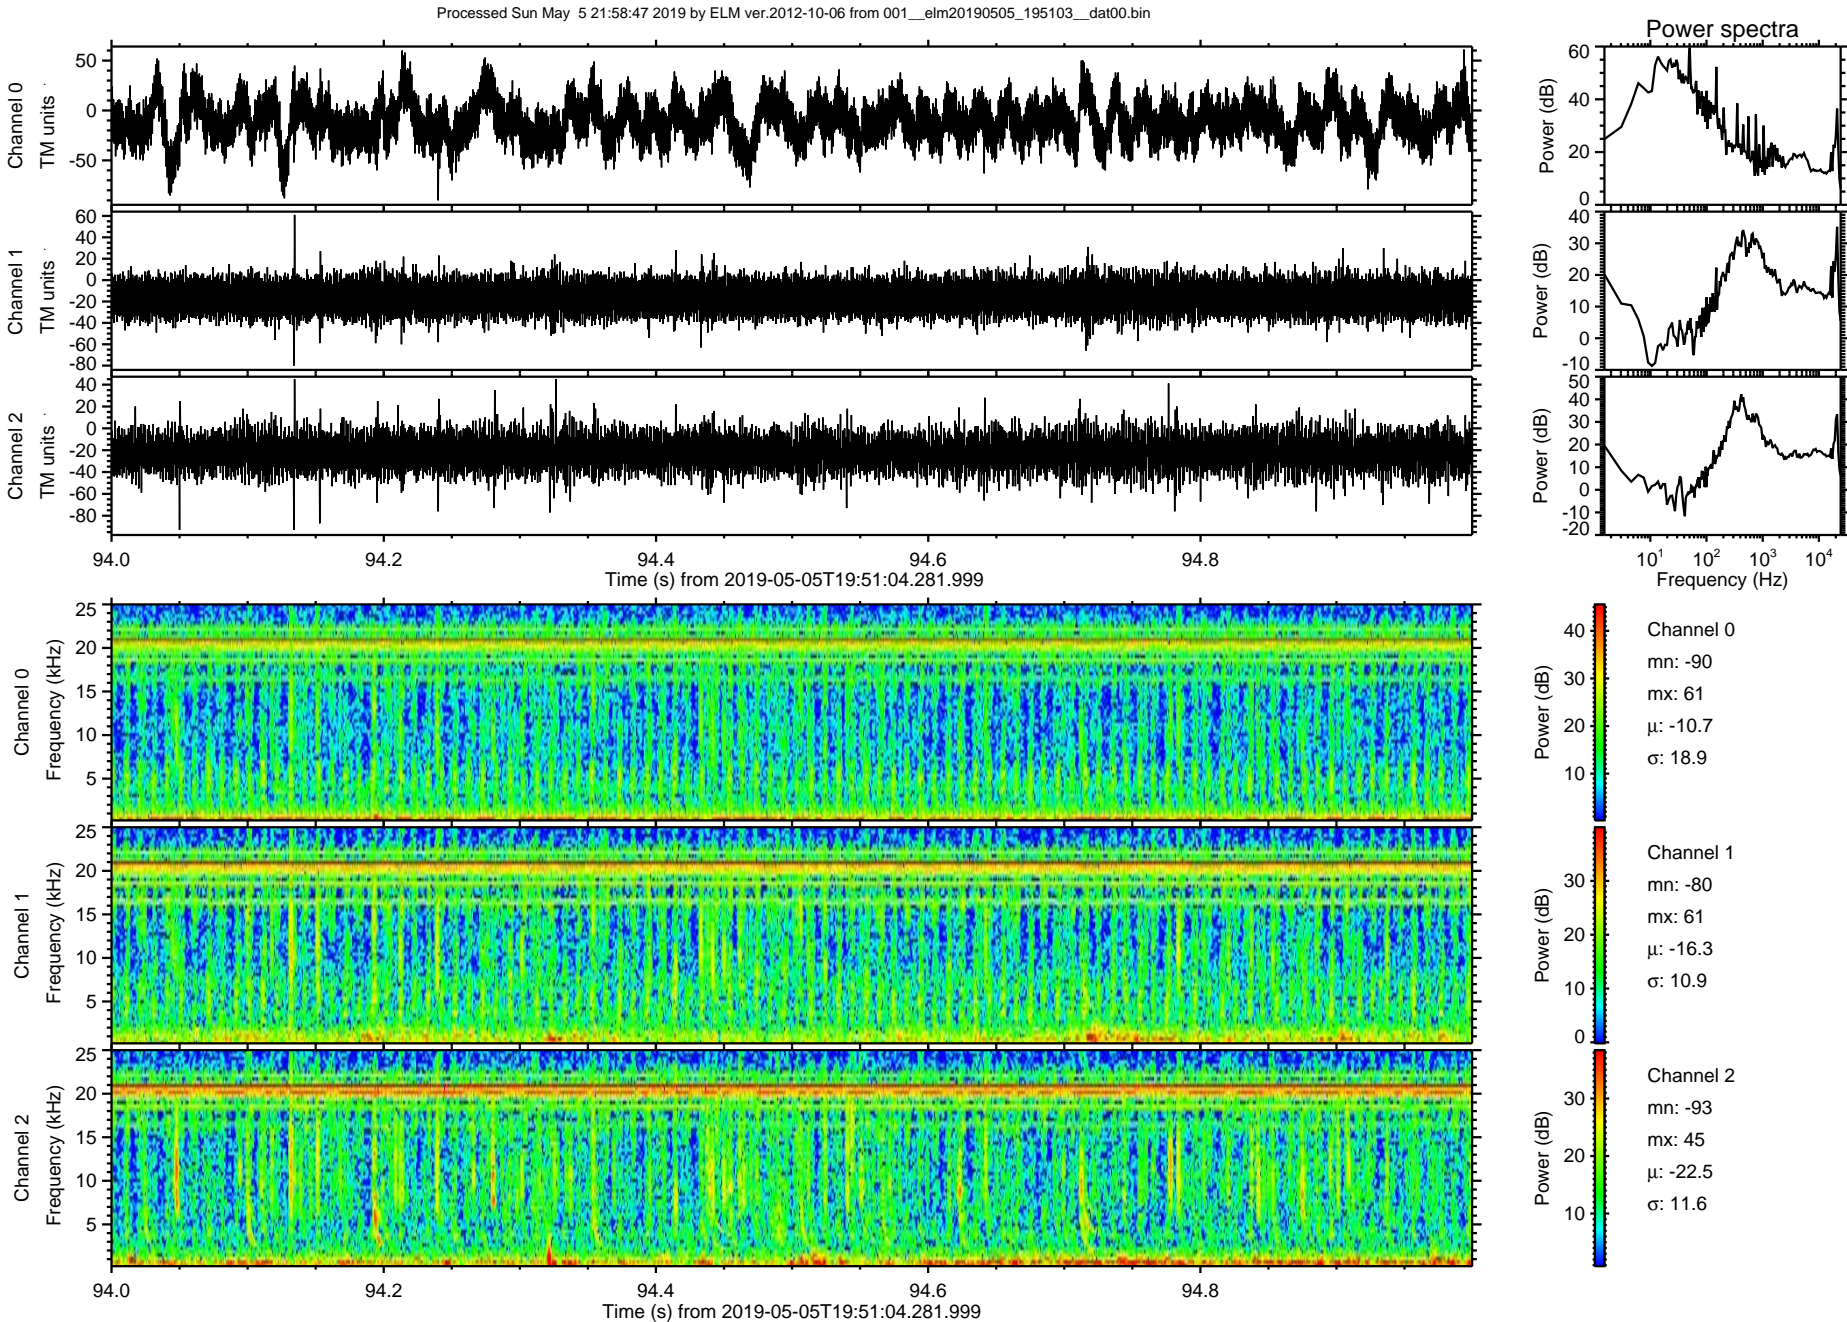 Processed Sun May  5 21:58:47 2019 by ELM ver.2012-10-06 from 001__elm20190505_195103__dat00.bin
Power spectra
Channel 0
TM units
50
0
-50
Power (dB)
60
40
20
0
Channel 1
TM units
60
40
20
0
-20
-40
-60
-80
Power (dB)
40
30
20
10
0
-10
Channel 2
TM units
40
20
0
-20
-40
-60
-80
Power (dB)
50
40
30
20
10
0
-10
-20
94.0 94.2 94.4 94.6 94.8
Time (s) from 2019-05-05T19:51:04.281.999
10^1 10^2 10^3 10^4
Frequency (Hz)
Channel 0
Frequency (kHz)
25
20
15
10
5
Power (dB)
40
30
20
10
Channel 0
mn: -90
mx: 61
μ: -10.7
σ: 18.9
Channel 1
Frequency (kHz)
25
20
15
10
5
Power (dB)
30
20
10
0
Channel 1
mn: -80
mx: 61
μ: -16.3
σ: 10.9
Channel 2
Frequency (kHz)
25
20
15
10
5
Power (dB)
30
20
10
Channel 2
mn: -93
mx: 45
μ: -22.5
σ: 11.6
94.0 94.2 94.4 94.6 94.8
Time (s) from 2019-05-05T19:51:04.281.999